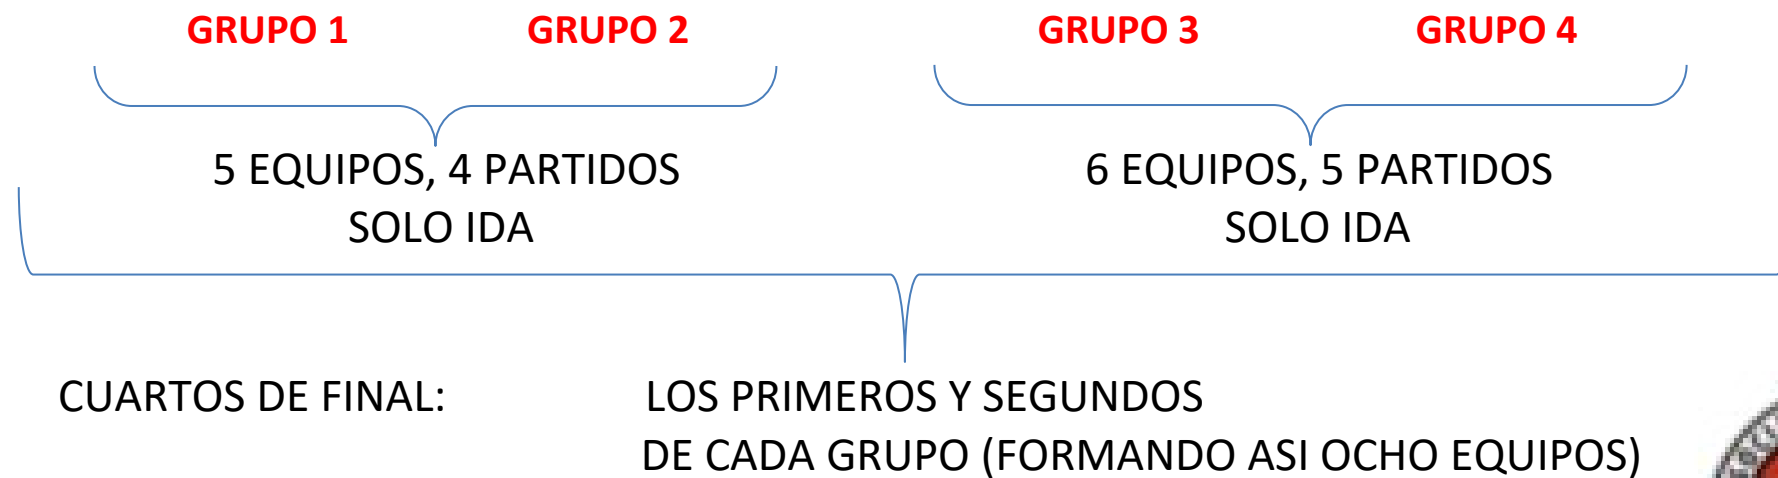 GRUPO 1 GRUPO 2 GRUPO 3 GRUPO 4
5 EQUIPOS, 4 PARTIDOS 6 EQUIPOS, 5 PARTIDOS
SOLO IDA SOLO IDA
CUARTOS DE FINAL: LOS PRIMEROS Y SEGUNDOS
DE CADA GRUPO (FORMANDO ASI OCHO EQUIPOS)